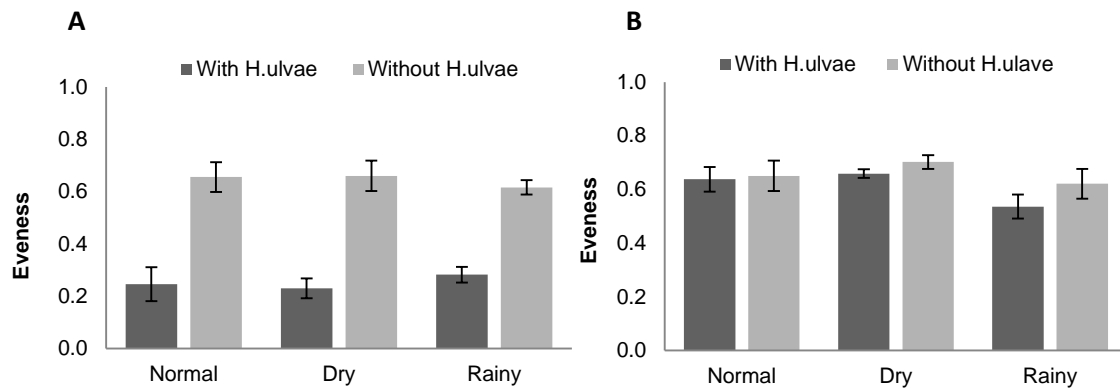 A
With H.ulvae Without H.ulvae
1.0
0.8
0.6
0.4
0.2
0.0
Eveness
Normal Dry Rainy
B
With H.ulvae Without H.ulave
1.0
0.8
0.6
0.4
0.2
0.0
Eveness
Normal Dry Rainy